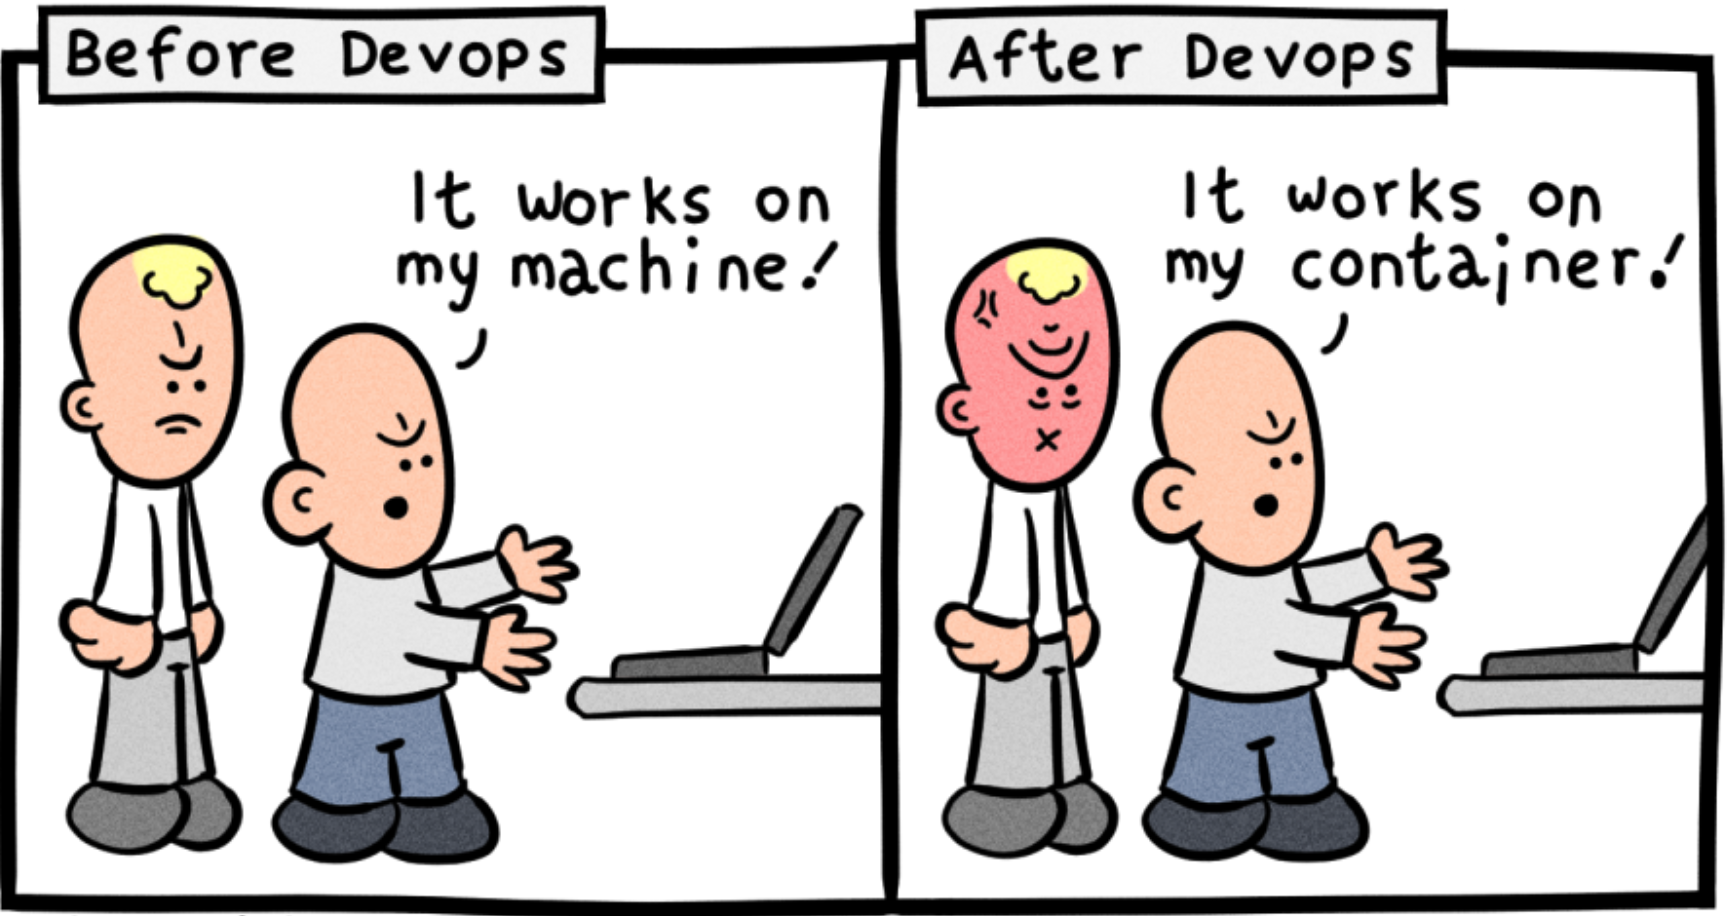 Before Devops
It works on
my machine!
After Devops
It works on
my container!